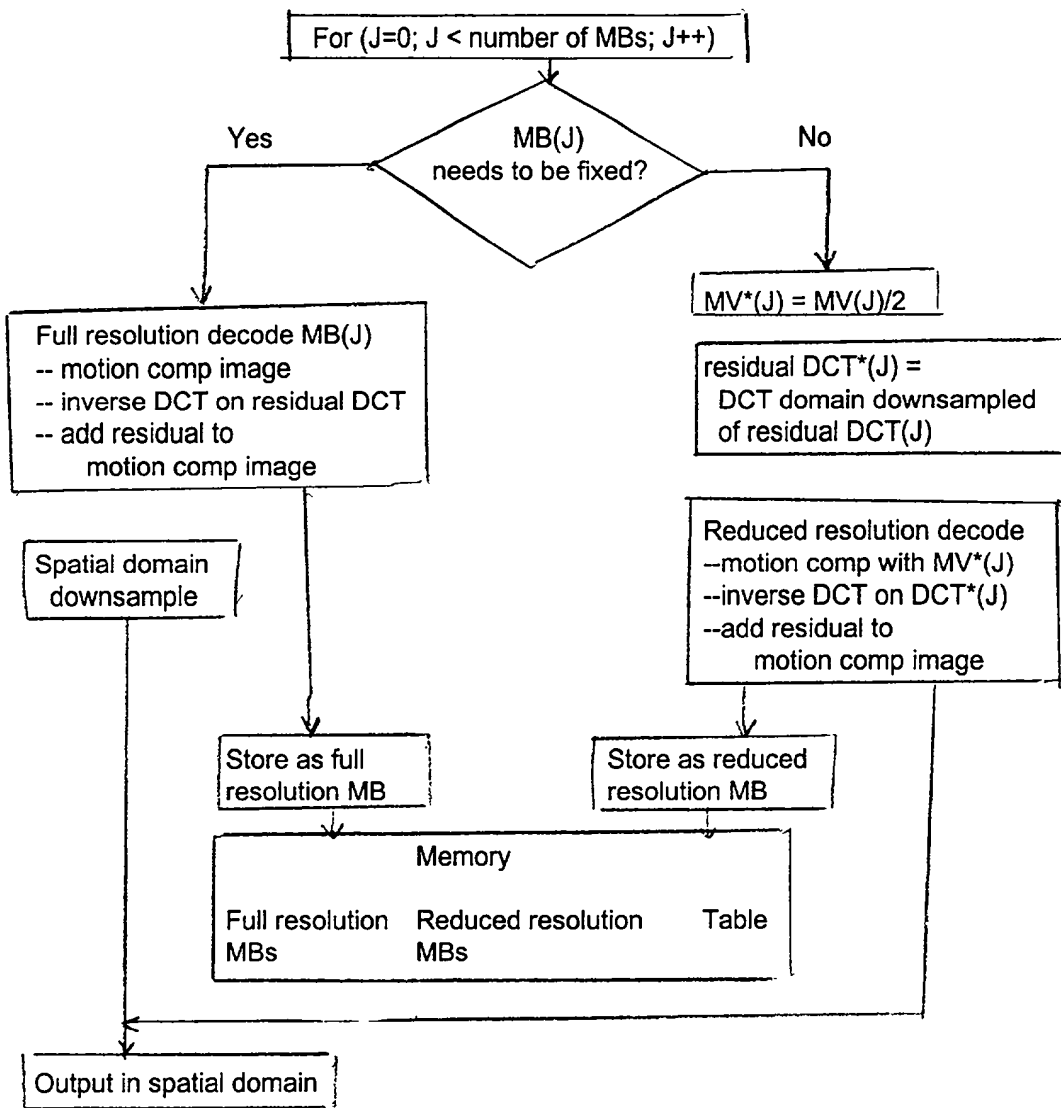 For (J=0; J < number of MBs; J++)
Yes
MB(J)
needs to be fixed?
No
MV*(J) = MV(J)/2
Full resolution decode MB(J)
-- motion comp image
-- inverse DCT on residual DCT
-- add residual to
motion comp image
residual DCT*(J) =
DCT domain downsampled
of residual DCT(J)
Spatial domain
downsample
Reduced resolution decode
--motion comp with MV*(J)
--inverse DCT on DCT*(J)
--add residual to
motion comp image
Store as full
resolution MB
Store as reduced
resolution MB
Memory
Full resolution
MBs
Reduced resolution
MBs
Table
Output in spatial domain